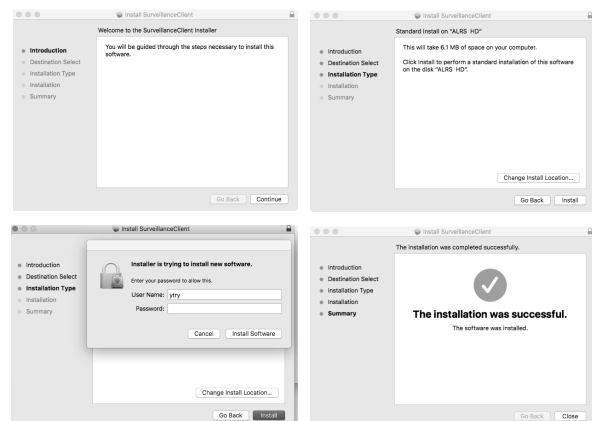 Install SurveillanceClient
Welcome to the SurveillanceClient Installer
Introduction
Destination Select
Installation Type
Installation
Summary
You will be guided through the steps necessary to install this
software.
Go Back
Continue
Install SurveillanceClient
Standard Install on "ALRS HD"
Introduction
Destination Select
Installation Type
Installation
Summary
This will take 6.1 MB of space on your computer.
Click Install to perform a standard installation of this software
on the disk "ALRS HD".
Change Install Location...
Go Back
Install
Install SurveillanceClient
Introduction
Destination Select
Installation Type
Installation
Summary
Installer is trying to install new software.
Enter your password to allow this.
User Name: ytry
Password:
Cancel
Install Software
Change Install Location...
Go Back
Install
Install SurveillanceClient
The installation was completed successfully.
Introduction
Destination Select
Installation Type
Installation
Summary
The installation was successful.
The software was installed.
Go Back
Close